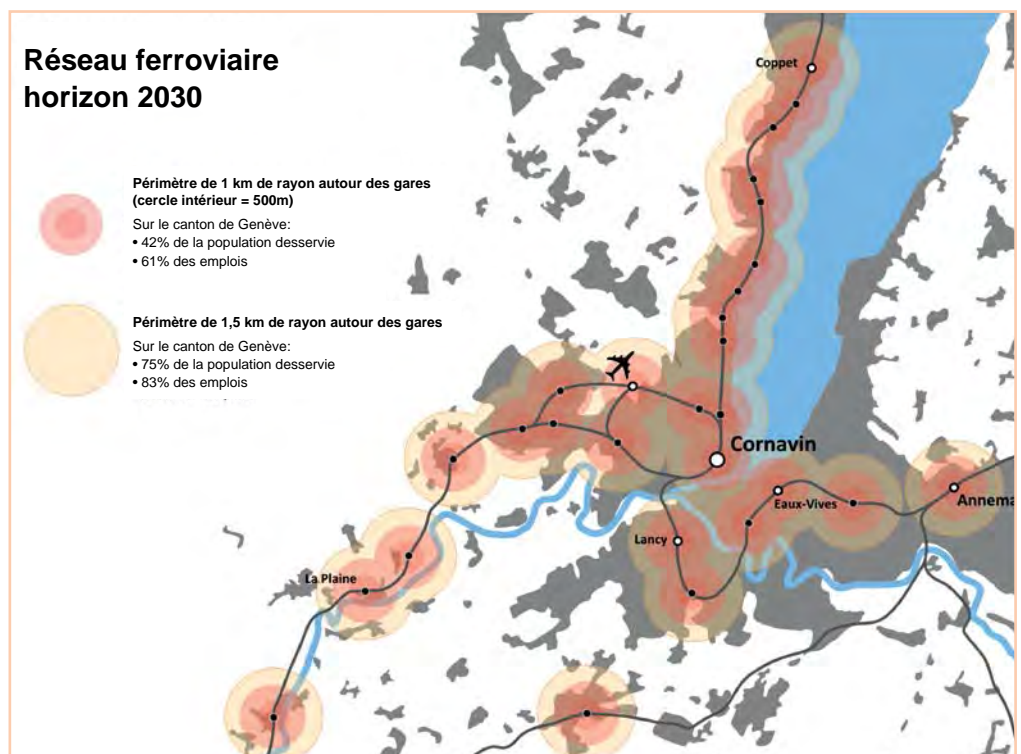 Réseau ferroviaire
horizon 2030
Périmètre de 1 km de rayon autour des gares
(cercle intérieur = 500m)
Sur le canton de Genève:
• 42% de la population desservie
• 61% des emplois
Périmètre de 1,5 km de rayon autour des gares
Sur le canton de Genève:
• 75% de la population desservie
• 83% des emplois
Coppet
Cornavin
Eaux-Vives
Annema
Lancy
La Plaine